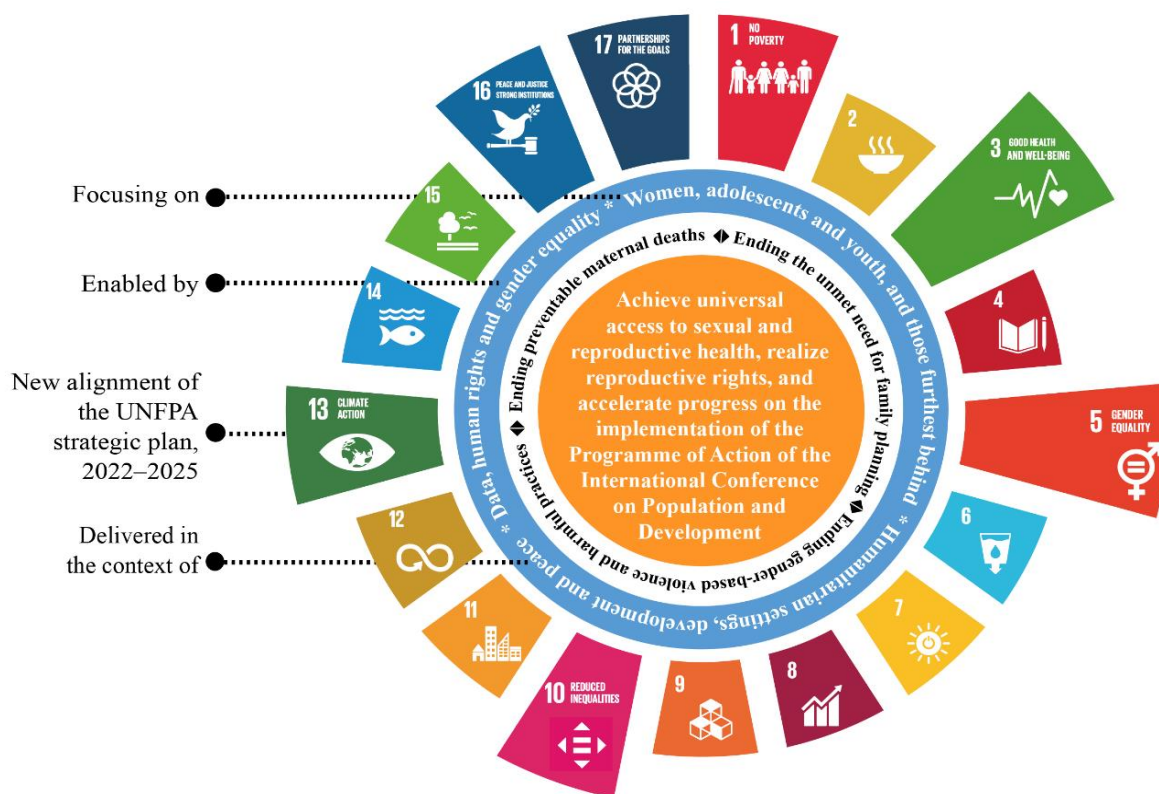 Focusing on
Enabled by
New alignment of
the UNFPA
strategic plan,
2022–2025
Delivered in
the context of
1 NO
POVERTY
2
3 GOOD HEALTH
AND WELL-BEING
4
5 GENDER
EQUALITY
6
7
8
9
10 REDUCED
INEQUALITIES
11
12
13 CLIMATE
ACTION
14
15
16 PEACE AND JUSTICE
STRONG INSTITUTIONS
17 PARTNERSHIPS
FOR THE GOALS
* Women, adolescents and youth, and those furthest behind
* Humanitarian settings, development and peace
* Data, human rights and gender equality
Ending preventable maternal deaths
Ending the unmet need for family planning
Ending gender-based-violence and harmful practices
Achieve universal
access to sexual and
reproductive health, realize
reproductive rights, and
accelerate progress on the
implementation of the
Programme of Action of the
International Conference
on Population and
Development